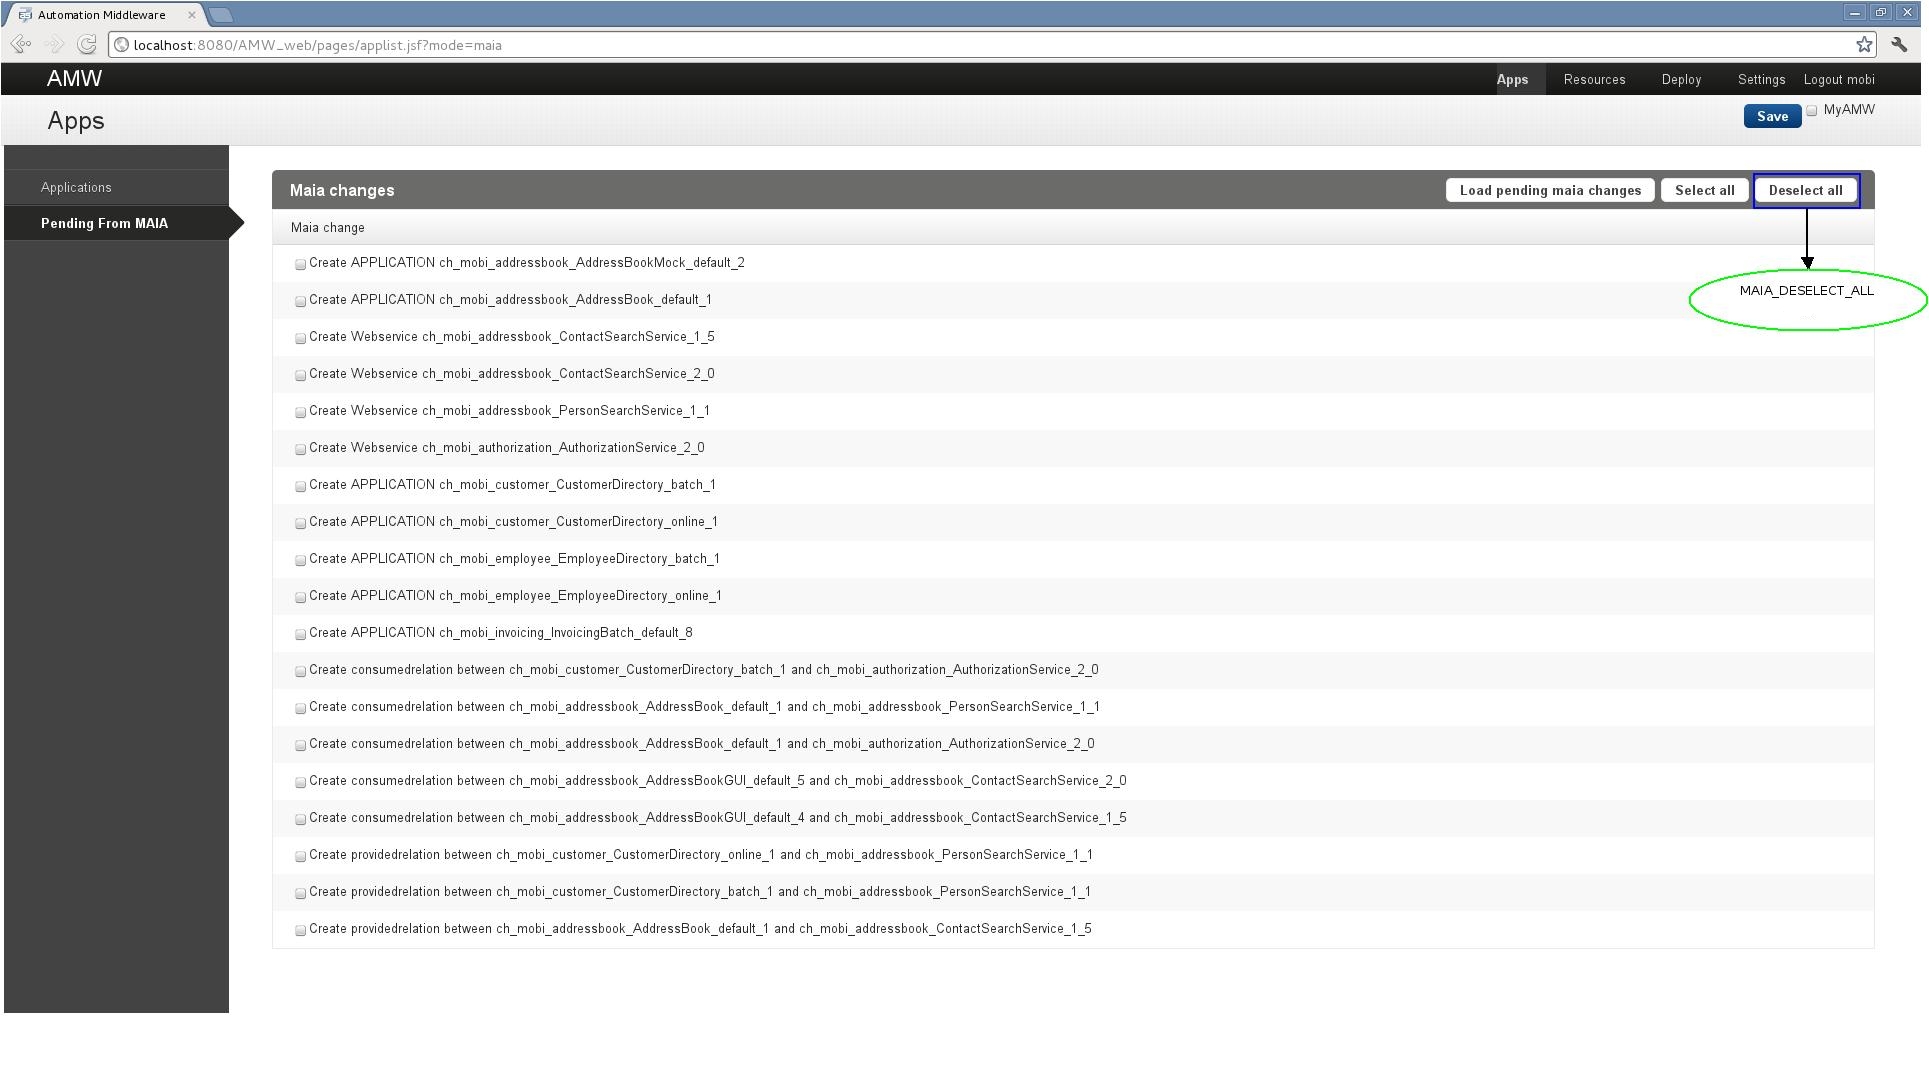 Automation Middleware
localhost:8080/AMW_web/pages/applist.jsf?mode=maia
AMW
Apps Resources Deploy Settings Logout mobi
Apps
Save MyAMW
Applications
Pending From MAIA
Maia changes
Load pending maia changes Select all Deselect all
Maia change
Create APPLICATION ch_mobi_addressbook_AddressBookMock_default_2
MAIA_DESELECT_ALL
Create APPLICATION ch_mobi_addressbook_AddressBook_default_1
Create Webservice ch_mobi_addressbook_ContactSearchService_1_5
Create Webservice ch_mobi_addressbook_ContactSearchService_2_0
Create Webservice ch_mobi_addressbook_PersonSearchService_1_1
Create Webservice ch_mobi_authorization_AuthorizationService_2_0
Create APPLICATION ch_mobi_customer_CustomerDirectory_batch_1
Create APPLICATION ch_mobi_customer_CustomerDirectory_online_1
Create APPLICATION ch_mobi_employee_EmployeeDirectory_batch_1
Create APPLICATION ch_mobi_employee_EmployeeDirectory_online_1
Create APPLICATION ch_mobi_invoicing_InvoicingBatch_default_8
Create consumedrelation between ch_mobi_customer_CustomerDirectory_batch_1 and ch_mobi_authorization_AuthorizationService_2_0
Create consumedrelation between ch_mobi_addressbook_AddressBook_default_1 and ch_mobi_addressbook_PersonSearchService_1_1
Create consumedrelation between ch_mobi_addressbook_AddressBook_default_1 and ch_mobi_authorization_AuthorizationService_2_0
Create consumedrelation between ch_mobi_addressbook_AddressBookGUI_default_5 and ch_mobi_addressbook_ContactSearchService_2_0
Create consumedrelation between ch_mobi_addressbook_AddressBookGUI_default_4 and ch_mobi_addressbook_ContactSearchService_1_5
Create providedrelation between ch_mobi_customer_CustomerDirectory_online_1 and ch_mobi_addressbook_PersonSearchService_1_1
Create providedrelation between ch_mobi_customer_CustomerDirectory_batch_1 and ch_mobi_addressbook_PersonSearchService_1_1
Create providedrelation between ch_mobi_addressbook_AddressBook_default_1 and ch_mobi_addressbook_ContactSearchService_1_5